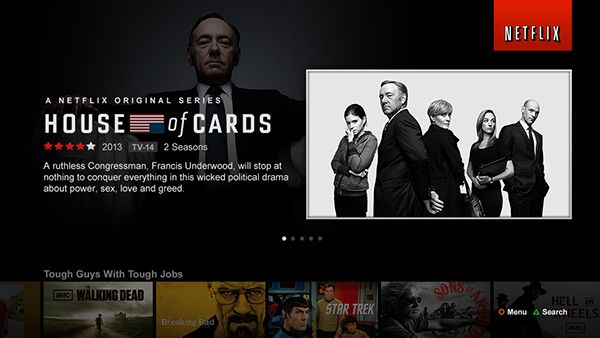 NETFLIX
A NETFLIX ORIGINAL SERIES
HOUSE of CARDS
2013 TV-14 2 Seasons
A ruthless Congressman, Francis Underwood, will stop at
nothing to conquer everything in this wicked political drama
about power, sex, love and greed.
Tough Guys With Tough Jobs
AMC THE WALKING DEAD
Breaking Bad
STAR TREK
SONS OF ANARCHY
HELL ON WHEELS
AMC
Menu Search